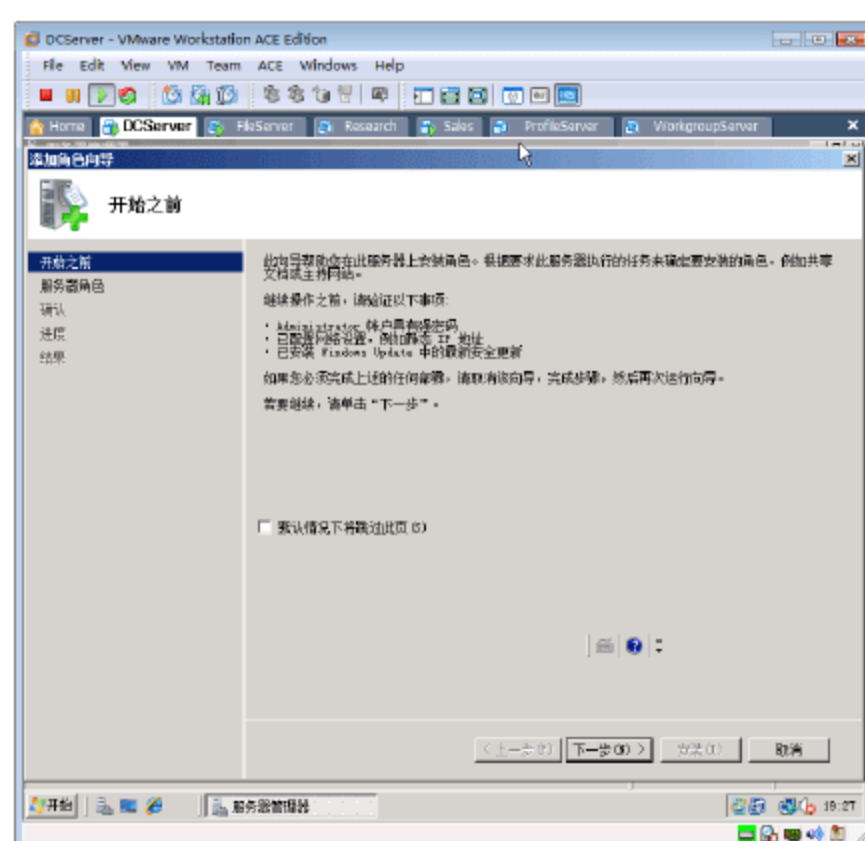 DCServer - VMware Workstation ACE Edition
File Edit View VM Team ACE Windows Help
Home DCServer FileServer Research Sales ProfileServer WorkgroupServer
添加角色向导
开始之前
开始之前
服务器角色
确认
进度
结果
此向导帮助您在此服务器上安装角色。根据要求此服务器执行的任务来确定要安装的角色。例如共享
文档或主持网站。
继续操作之前，请验证以下事项:
· Administrator 帐户具有强密码
· 已配置网络设置。例如静态 IP 地址
· 已安装 Windows Update 中的最新安全更新
如果您必须完成上述的任何步骤，请取消该向导，完成步骤，然后再次运行向导。
若要继续，请单击“下一步”。
默认情况下将跳过此页(S)
<上一步(P) 下一步(N) > 安装(I) 取消
开始 服务器管理器 19:27